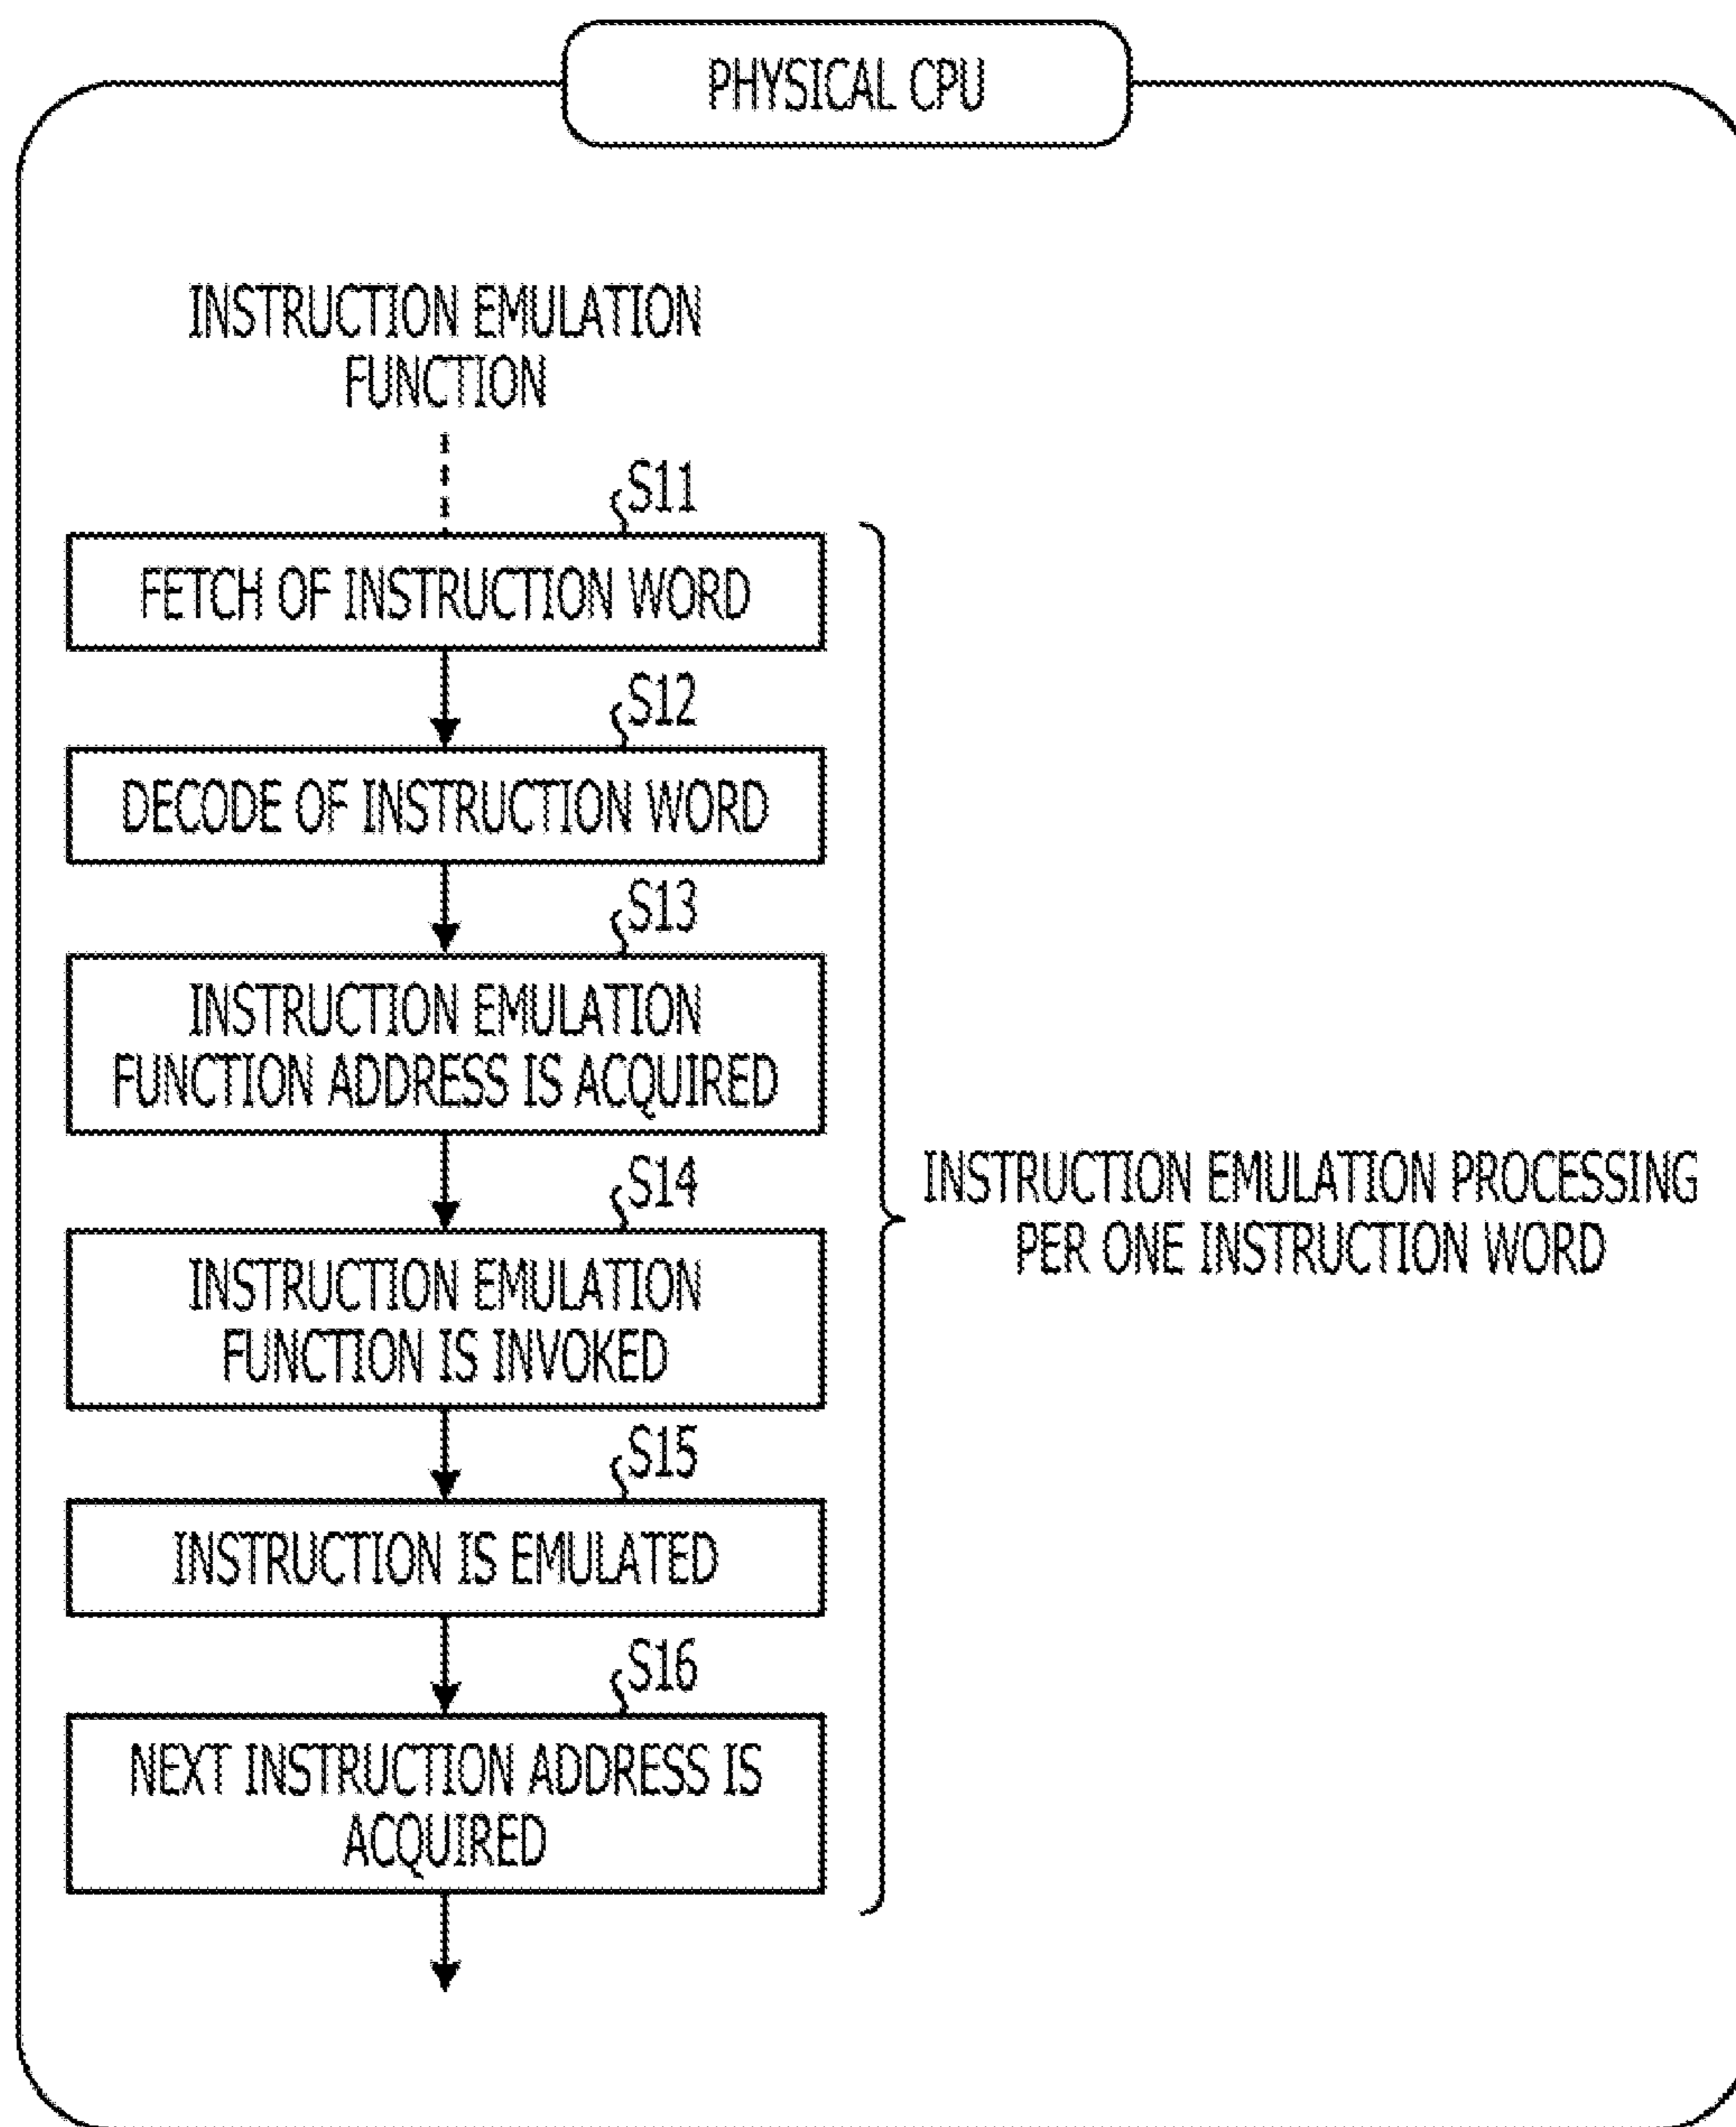 PHYSICAL CPU
INSTRUCTION EMULATION
FUNCTION
S11
FETCH OF INSTRUCTION WORD
S12
DECODE OF INSTRUCTION WORD
S13
INSTRUCTION EMULATION
FUNCTION ADDRESS IS ACQUIRED
S14
INSTRUCTION EMULATION
FUNCTION IS INVOKED
S15
INSTRUCTION IS EMULATED
S16
NEXT INSTRUCTION ADDRESS IS
ACQUIRED
INSTRUCTION EMULATION PROCESSING
PER ONE INSTRUCTION WORD